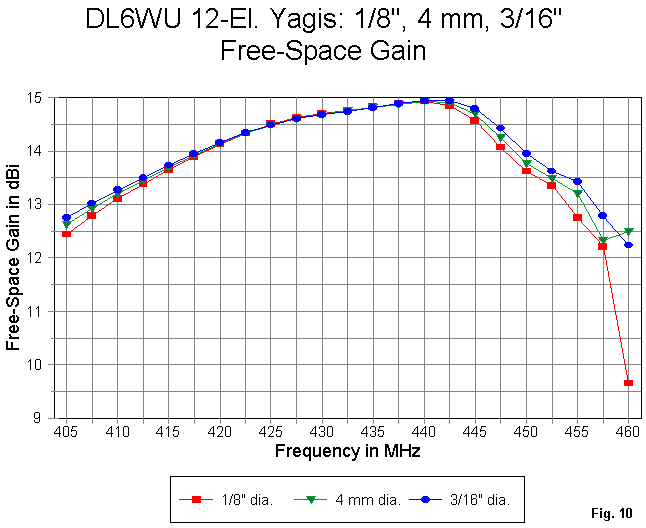 DL6WU 12-El. Yagis: 1/8", 4 mm, 3/16"
Free-Space Gain
15
14
13
12
11
10
9
Free-Space Gain in dBi
405 410 415 420 425 430 435 440 445 450 455 460
Frequency in MHz
1/8" dia. 4 mm dia. 3/16" dia.
Fig. 10